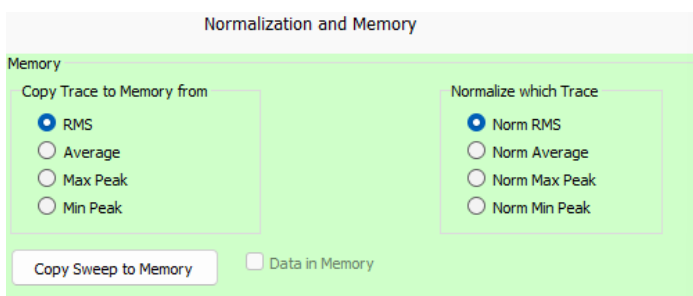 Normalization and Memory
Memory
Copy Trace to Memory from
RMS
Average
Max Peak
Min Peak
Normalize which Trace
Norm RMS
Norm Average
Norm Max Peak
Norm Min Peak
Copy Sweep to Memory
Data in Memory